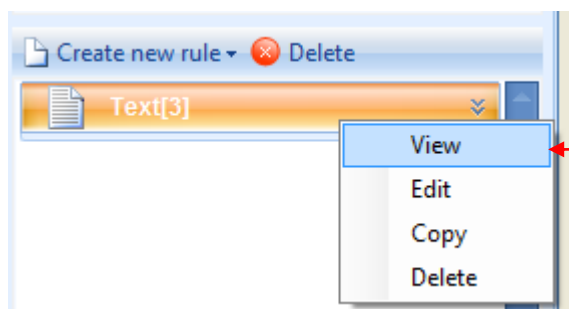 Create new rule Delete
Text[3]
View
Edit
Copy
Delete